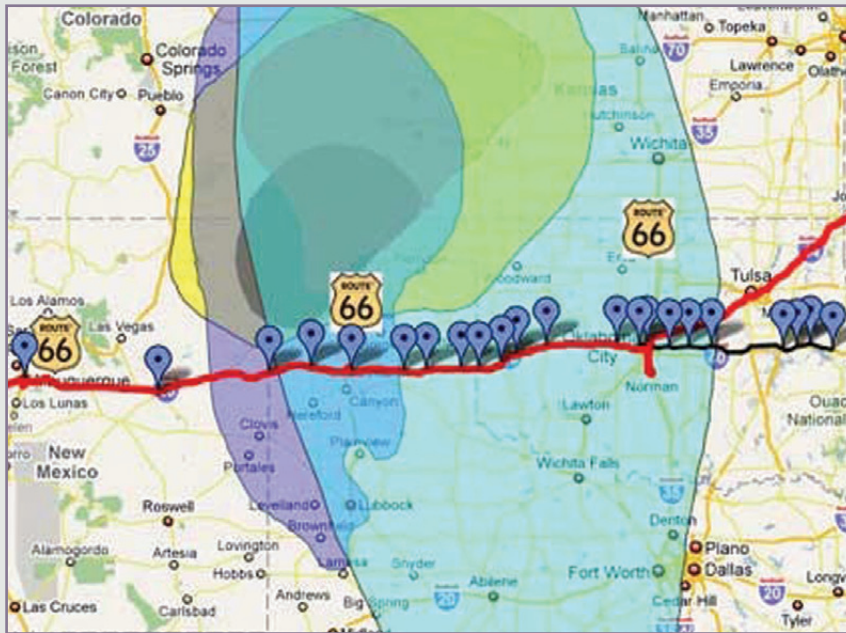 Colorado
Forest
Colorado
Springs
Canon City
Pueblo
25
Manhattan
Topeka
70
Lawrence
Olathe
Emporia
Salina
Kansas
Hutchinson
35
Wichita
ROUTE
66
Tulsa
Enid
Woodward
ROUTE
66
Los Alamos
ROUTE
66
Las Vegas
Albuquerque
Los Lunas
Oklahoma
City
Norman
Canyon
Hereford
Clovis
Portales
Plainview
Lawton
Wichita Falls
New
Mexico
Roswell
Levelland
Lubbock
Brownfield
Denton
Plano
Dallas
Fort Worth
Cedar Hill
Alamogordo
Artesia
Lovington
Hobbs
Lamesa
Snyder
Abilene
20
20
Las Cruces
Carlsbad
Andrews
Big Spring
Tyler